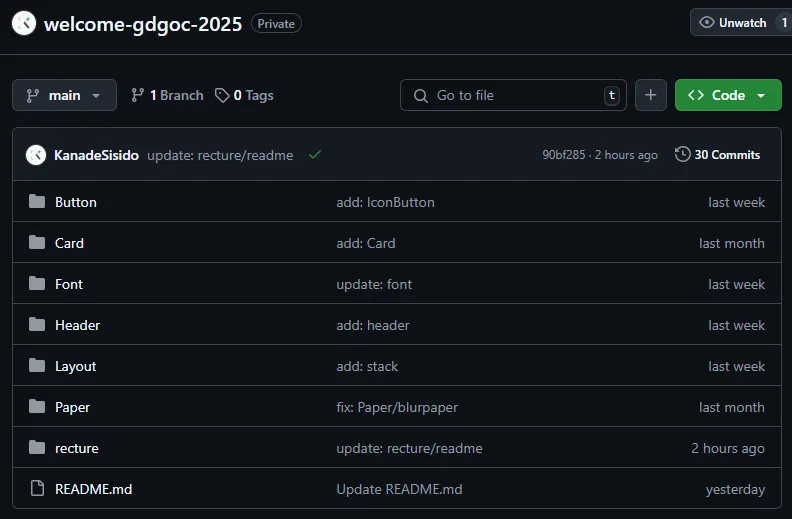 welcome-gdgoc-2025 Private Unwatch 1
main 1 Branch 0 Tags Go to file t Code
KanadeSisido update: recture/readme 90bf285 · 2 hours ago 30 Commits
Button add: IconButton last week
Card add: Card last month
Font update: font last week
Header add: header last week
Layout add: stack last week
Paper fix: Paper/blurpaper last month
recture update: recture/readme 2 hours ago
README.md Update README.md yesterday